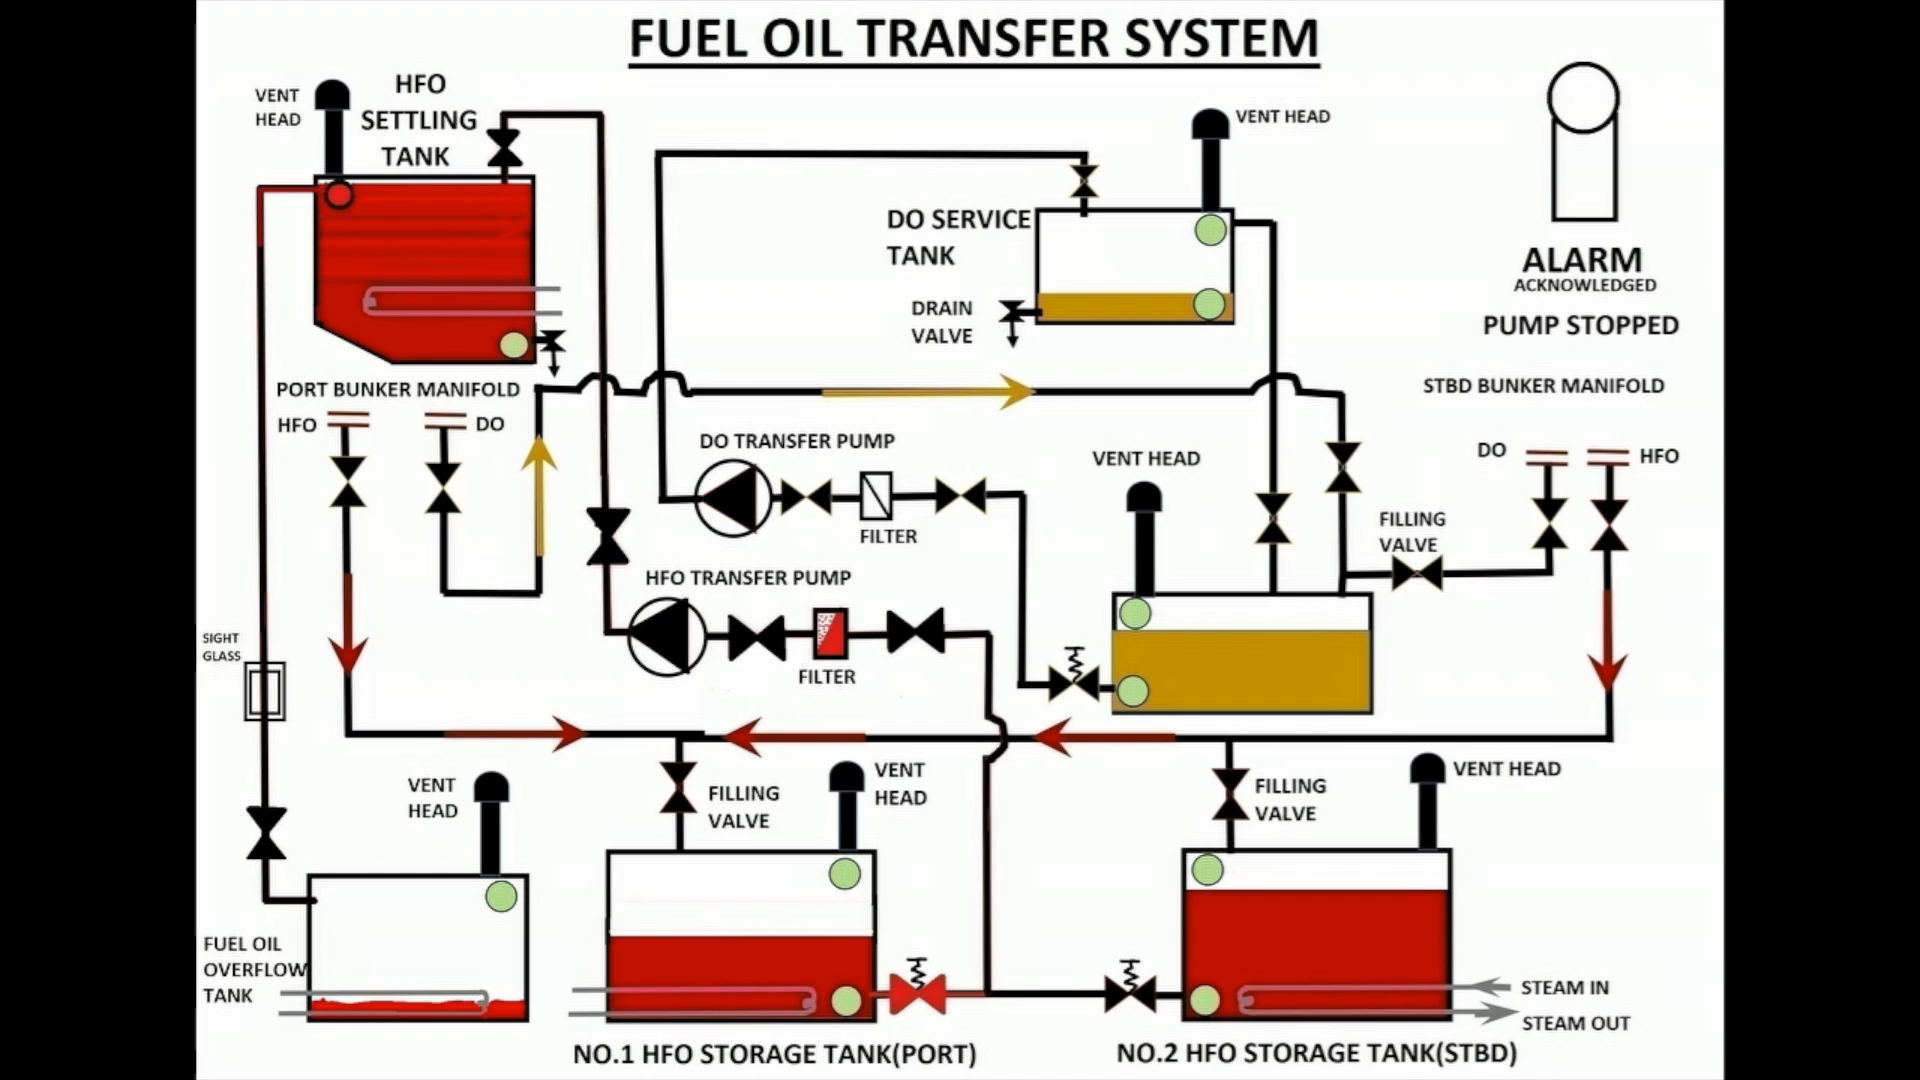 FUEL OIL TRANSFER SYSTEM
VENT
HEAD
HFO
SETTLING
TANK
VENT HEAD
DO SERVICE
TANK
DRAIN
VALVE
ALARM
ACKNOWLEDGED
PUMP STOPPED
PORT BUNKER MANIFOLD
HFO
DO
STBD BUNKER MANIFOLD
DO
HFO
DO TRANSFER PUMP
FILTER
VENT HEAD
FILLING
VALVE
HFO TRANSFER PUMP
FILTER
SIGHT
GLASS
VENT
HEAD
FILLING
VALVE
VENT
HEAD
FILLING
VALVE
VENT HEAD
FUEL OIL
OVERFLOW
TANK
STEAM IN
STEAM OUT
NO.1 HFO STORAGE TANK(PORT)
NO.2 HFO STORAGE TANK(STBD)